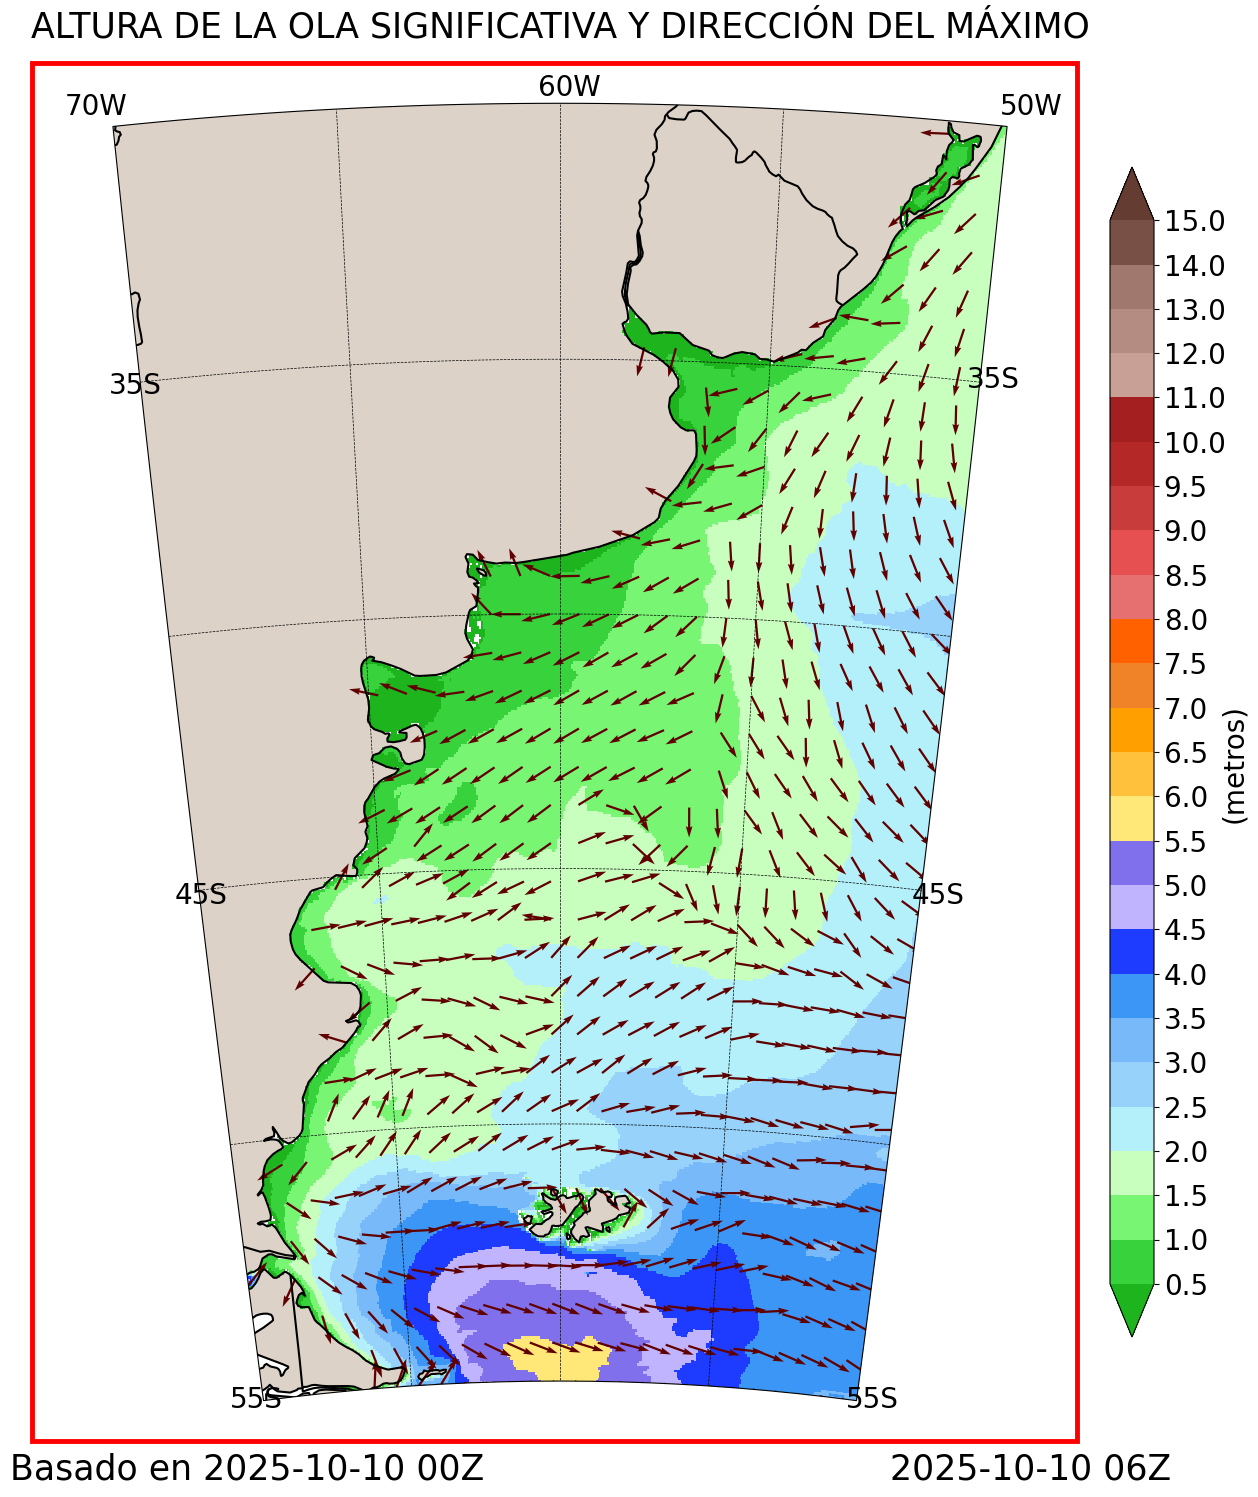 ALTURA DE LA OLA SIGNIFICATIVA Y DIRECCIÓN DEL MÁXIMO
70W
60W
50W
35S
35S
45S
45S
55S
55S
15.0
14.0
13.0
12.0
11.0
10.0
9.5
9.0
8.5
8.0
7.5
7.0
6.5
6.0
5.5
5.0
4.5
4.0
3.5
3.0
2.5
2.0
1.5
1.0
0.5
(metros)
Basado en 2025-10-10 00Z
2025-10-10 06Z